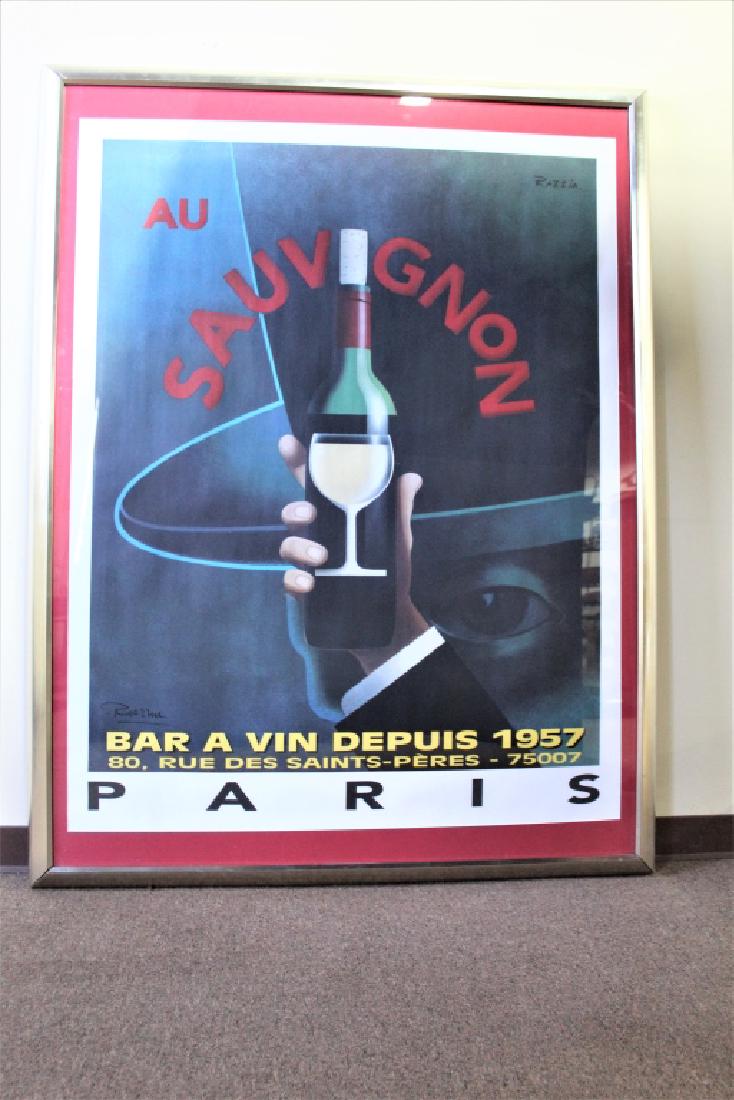 Razzia
AU
SAUVIGNON
BAR A VIN DEPUIS 1957
80, RUE DES SAINTS-PÈRES - 75007
PARIS